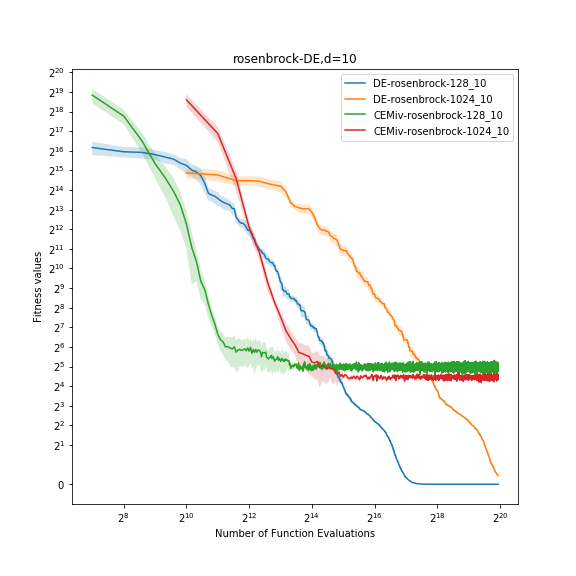 rosenbrock-DE,d=10
DE-rosenbrock-128_10
DE-rosenbrock-1024_10
CEMiv-rosenbrock-128_10
CEMiv-rosenbrock-1024_10
Fitness values
2^20
2^19
2^18
2^17
2^16
2^15
2^14
2^13
2^12
2^11
2^10
2^9
2^8
2^7
2^6
2^5
2^4
2^3
2^2
2^1
0
2^8 2^10 2^12 2^14 2^16 2^18 2^20
Number of Function Evaluations